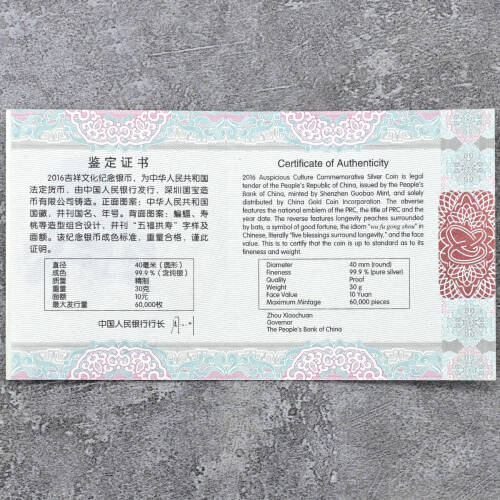 鉴定证书
2016吉祥文化纪念银币，为中华人民共和国
法定货币，由中国人民银行发行，深圳国宝造
币有限公司铸造。正面图案：中华人民共和国
国徽，并刊国名、年号。背面图案：蝙蝠、寿
桃等造型组合设计，并刊“五福拱寿”字样及
面额。该纪念银币成色标准，重量合格，谨此
证明。
直径 40毫米（圆形）
成色 99.9%（含纯银）
质量 精制
重量 30克
面额 10元
最大发行量 60,000枚
中国人民银行行长
Certificate of Authenticity
2016 Auspicious Culture Commemorative Silver Coin is legal
tender of the People's Republic of China, issued by the People's
Bank of China, minted by Shenzhen Guobao Mint, and solely
distributed by China Gold Coin Incorporation. The obverse
features the national emblem of the PRC, the title of PRC and the
year date. The reverse features longevity peaches surrounded
by bats, a symbol of good fortune, the idiom "wu fu gong shou" in
Chinese, literally "five blessings surround longevity," and the face
value. This is to certify that the coin is up to standard as to its
fineness and weight.
Diameter 40 mm (round)
Fineness 99.9% (pure silver)
Quality Proof
Weight 30 g
Face Value 10 Yuan
Maximum Mintage 60,000 pieces
Zhou Xiaochuan
Governor
The People's Bank of China